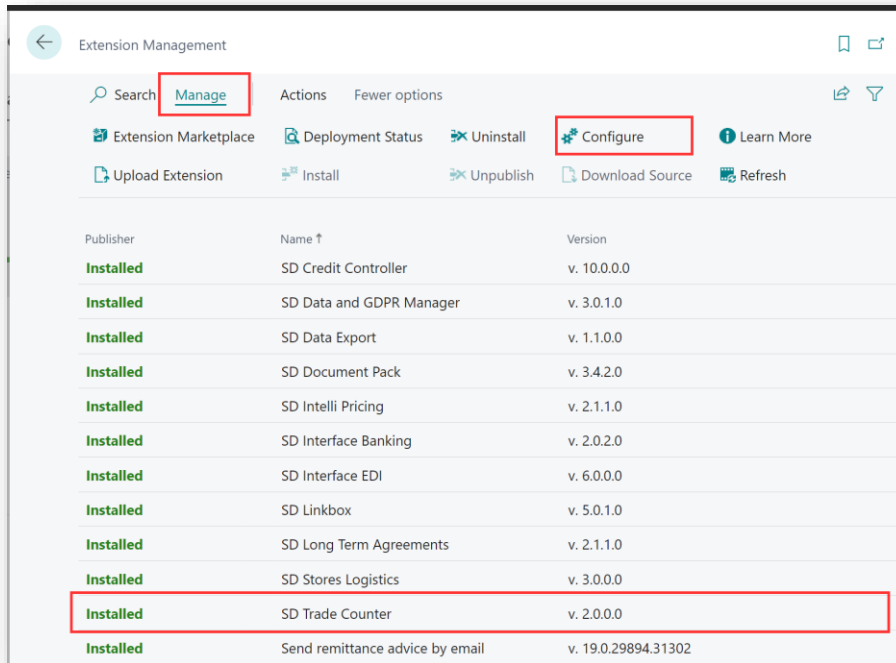 Extension Management
Search Manage Actions Fewer options
Extension Marketplace Deployment Status Uninstall Configure Learn More
Upload Extension Install Unpublish Download Source Refresh
Publisher Name ↑ Version
Installed SD Credit Controller v. 10.0.0.0
Installed SD Data and GDPR Manager v. 3.0.1.0
Installed SD Data Export v. 1.1.0.0
Installed SD Document Pack v. 3.4.2.0
Installed SD Intelli Pricing v. 2.1.1.0
Installed SD Interface Banking v. 2.0.2.0
Installed SD Interface EDI v. 6.0.0.0
Installed SD Linkbox v. 5.0.1.0
Installed SD Long Term Agreements v. 2.1.1.0
Installed SD Stores Logistics v. 3.0.0.0
Installed SD Trade Counter v. 2.0.0.0
Installed Send remittance advice by email v. 19.0.29894.31302